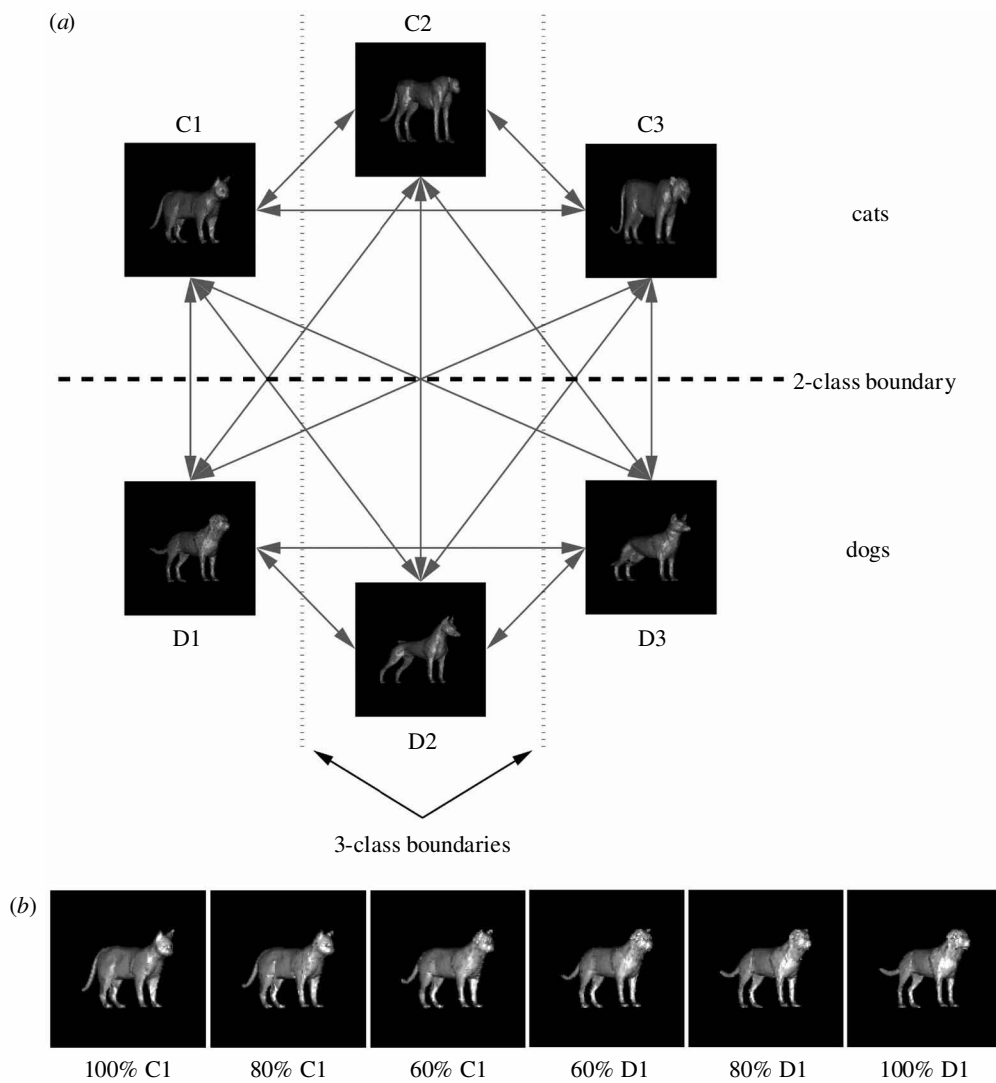 (a)
C2
C1
C3
cats
2-class boundary
dogs
D1
D3
D2
3-class boundaries
(b)
100% C1
80% C1
60% C1
60% D1
80% D1
100% D1